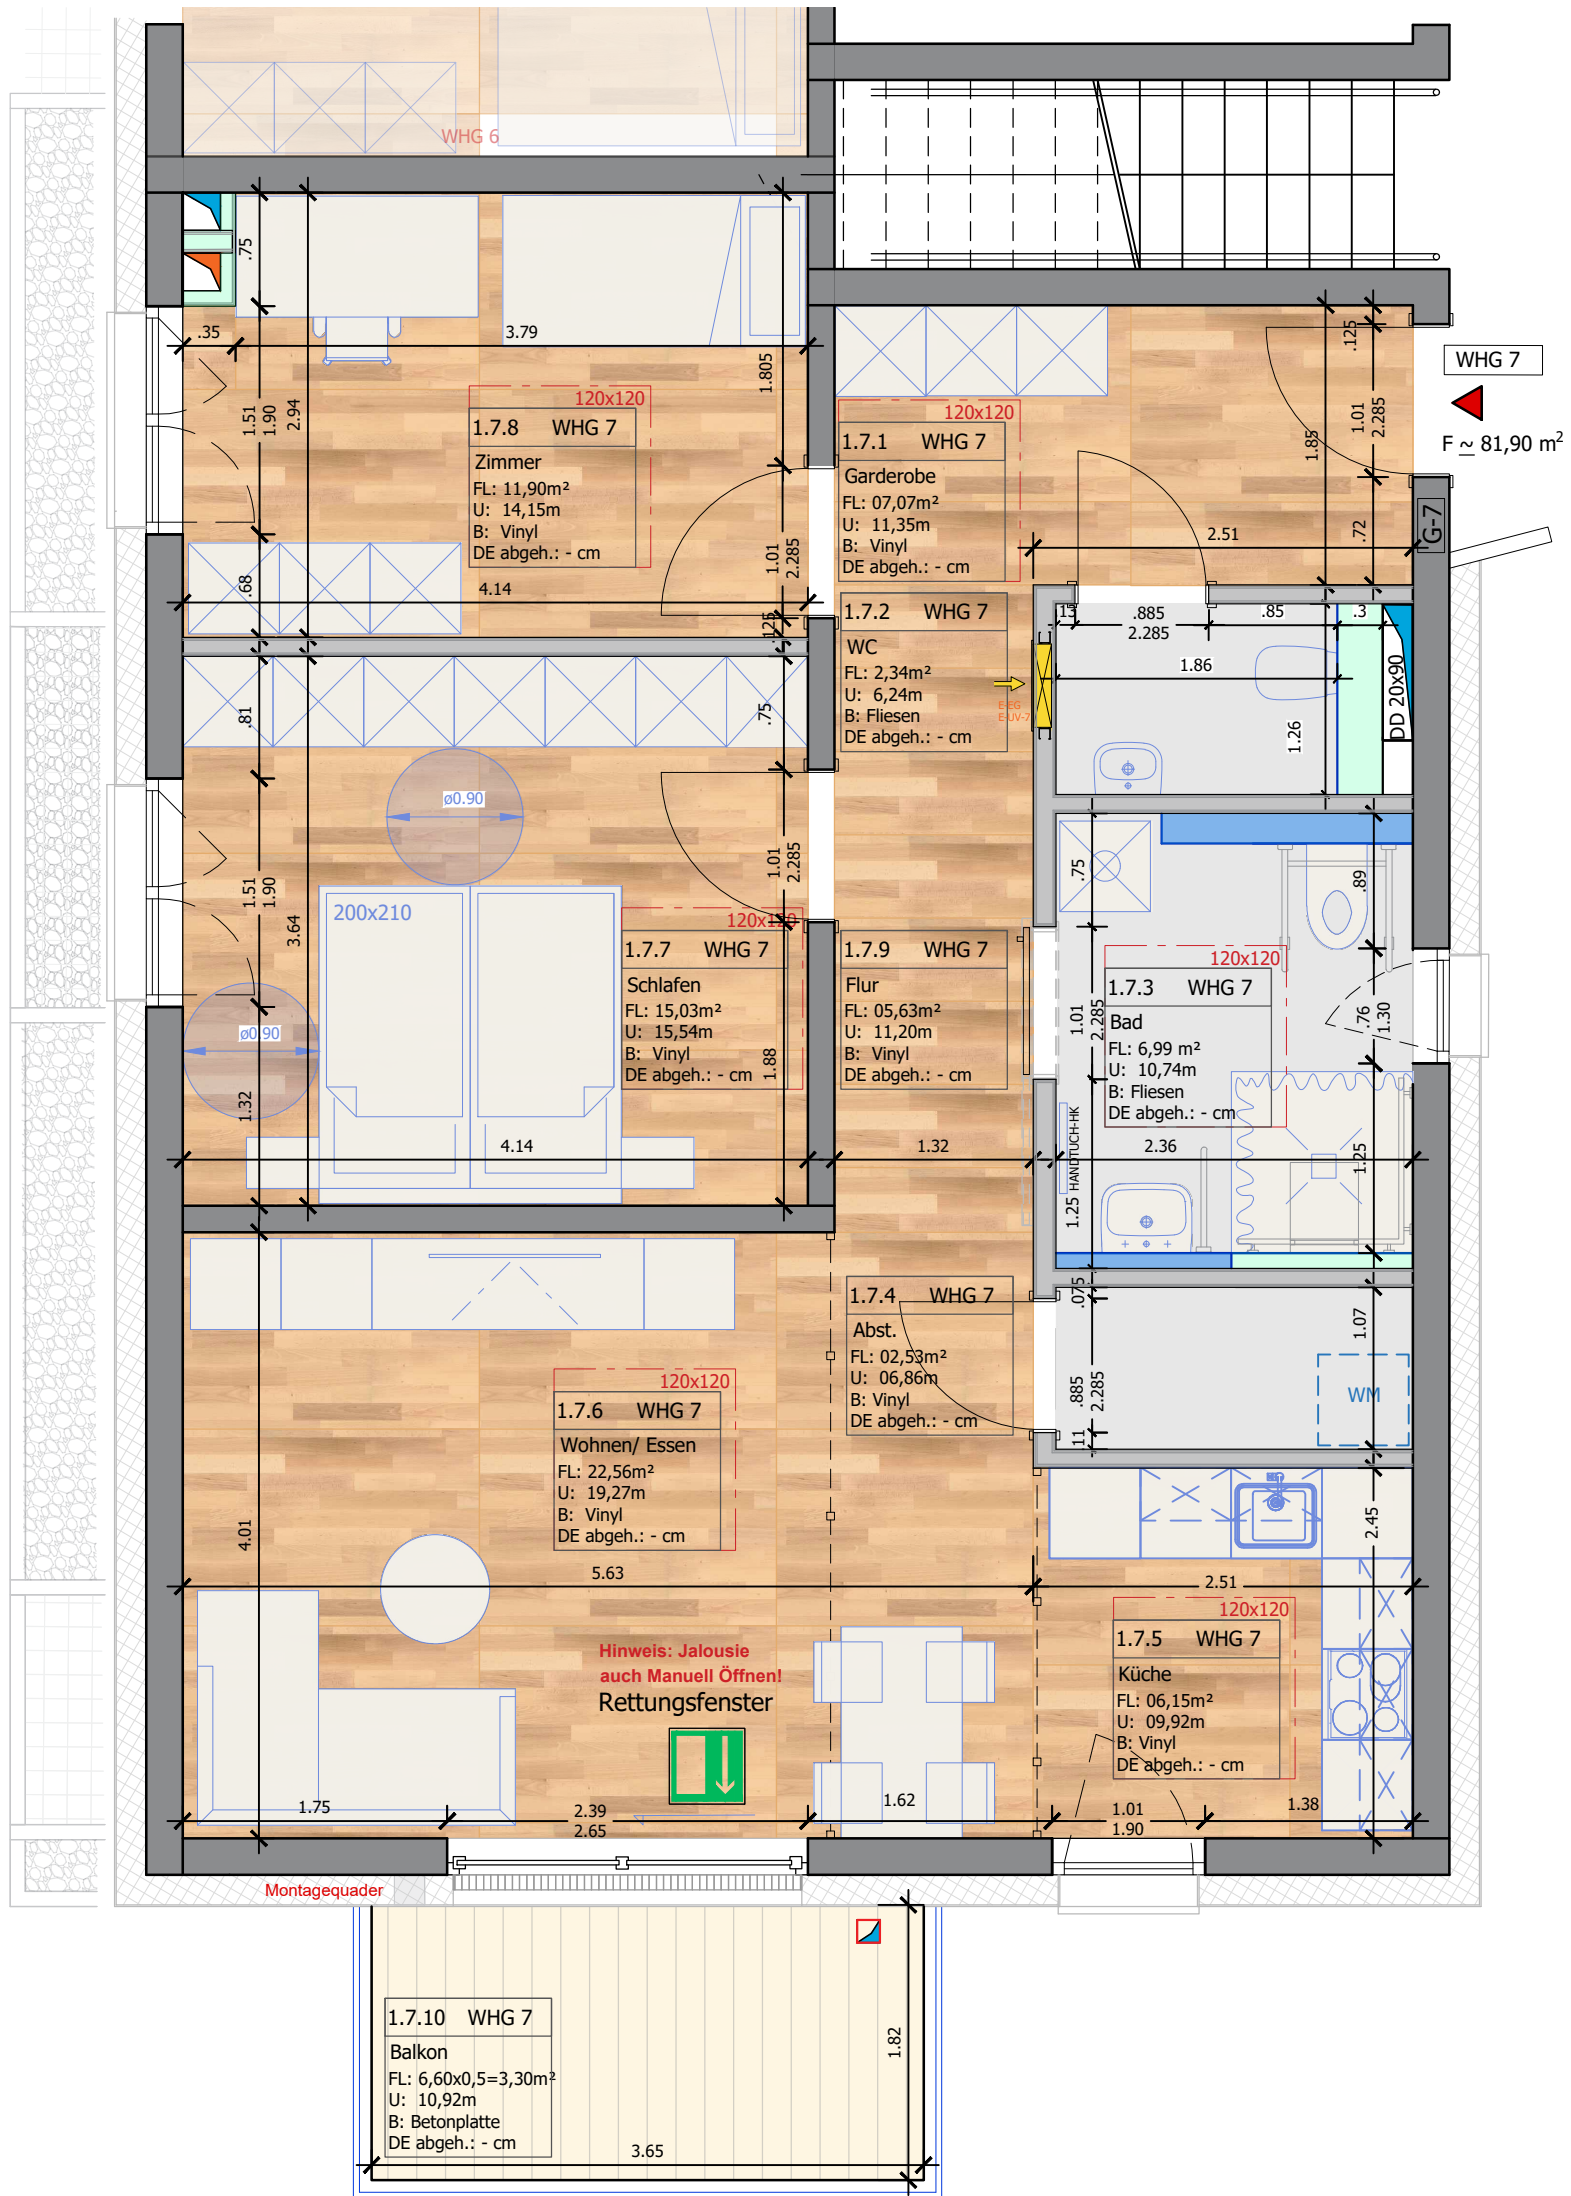 WHG 6
.75
.35
3.79
1.805
1.51
1.90
2.94
120x120
1.7.8 WHG 7
Zimmer
FL: 11,90m²
U: 14,15m
B: Vinyl
DE abgeh.: - cm
1.01
2.285
.68
4.14
.125
120x120
1.7.1 WHG 7
Garderobe
FL: 07,07m²
U: 11,35m
B: Vinyl
DE abgeh.: - cm
1.85
.125
1.01
2.285
.72
2.51
WHG 7
F ~ 81,90 m²
G-7
1.7.2 WHG 7
WC
FL: 2,34m²
U: 6,24m
B: Fliesen
DE abgeh.: - cm
E-EG
E-UV-7
.13
.885
2.285
.85
.3
1.86
1.26
DD 20x90
.81
.75
ø0.90
1.01
2.285
1.51
1.90
3.64
200x210
120x120
1.7.7 WHG 7
Schlafen
FL: 15,03m²
U: 15,54m
B: Vinyl
DE abgeh.: - cm
1.88
ø0.90
1.32
4.14
1.7.9 WHG 7
Flur
FL: 05,63m²
U: 11,20m
B: Vinyl
DE abgeh.: - cm
1.32
.75
.89
1.01
2.285
120x120
1.7.3 WHG 7
Bad
FL: 6,99 m²
U: 10,74m
B: Fliesen
DE abgeh.: - cm
.76
1.30
2.36
1.25
HANDTUCH-HK
1.25
.075
1.7.4 WHG 7
Abst.
FL: 02,53m²
U: 06,86m
B: Vinyl
DE abgeh.: - cm
.885
2.285
.11
1.07
WM
120x120
1.7.6 WHG 7
Wohnen/ Essen
FL: 22,56m²
U: 19,27m
B: Vinyl
DE abgeh.: - cm
4.01
5.63
2.45
2.51
120x120
1.7.5 WHG 7
Küche
FL: 06,15m²
U: 09,92m
B: Vinyl
DE abgeh.: - cm
Hinweis: Jalousie
auch Manuell Öffnen!
Rettungsfenster
1.75
2.39
2.65
1.62
1.01
1.90
1.38
Montagequader
1.7.10 WHG 7
Balkon
FL: 6,60x0,5=3,30m²
U: 10,92m
B: Betonplatte
DE abgeh.: - cm
1.82
3.65